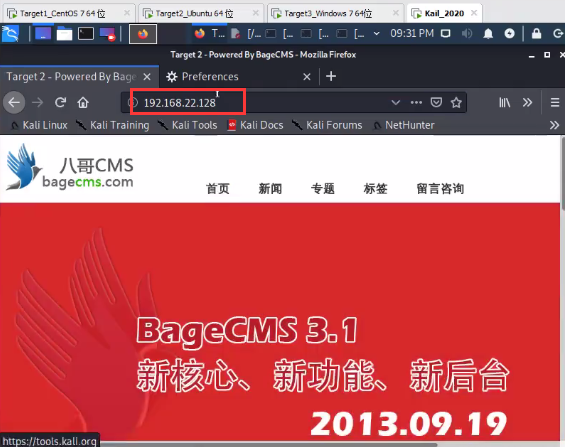 Target1_CentOS 7 64 位 Target2_Ubuntu 64 位 Target3_Windows 7 64位 Kail_2020
T… [/… [… [… [… 09:31 PM
Target 2 - Powered By BageCMS - Mozilla Firefox
Target 2 - Powered By Bage Preferences
192.168.22.128
Kali Linux Kali Training Kali Tools Kali Docs Kali Forums NetHunter
八哥CMS
bagecms.com
首页 新闻 专题 标签 留言咨询
BageCMS 3.1
新核心、新功能、新后台
2013.09.19
https://tools.kali.org